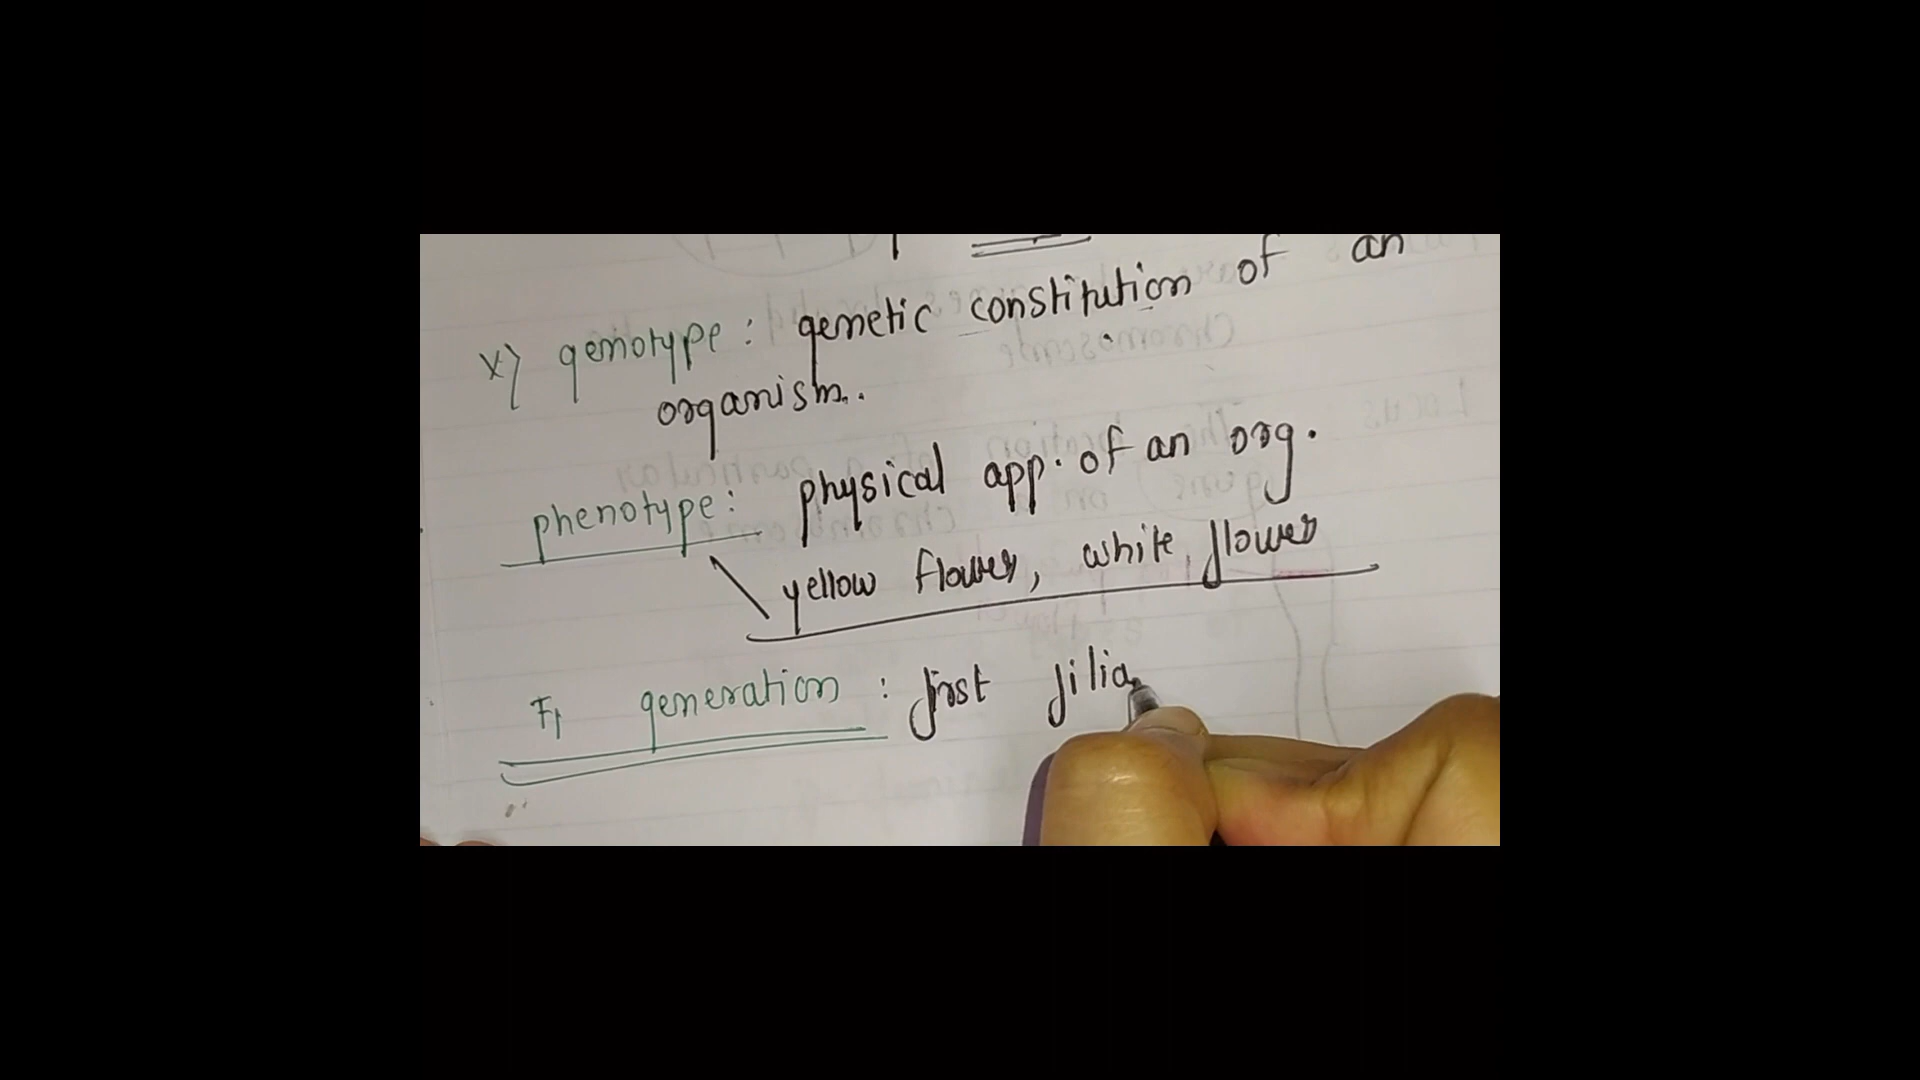 x) genotype: genetic constitution of an
organism.
phenotype: physical app. of an org.
yellow flower, white flower
F1 generation: first filia